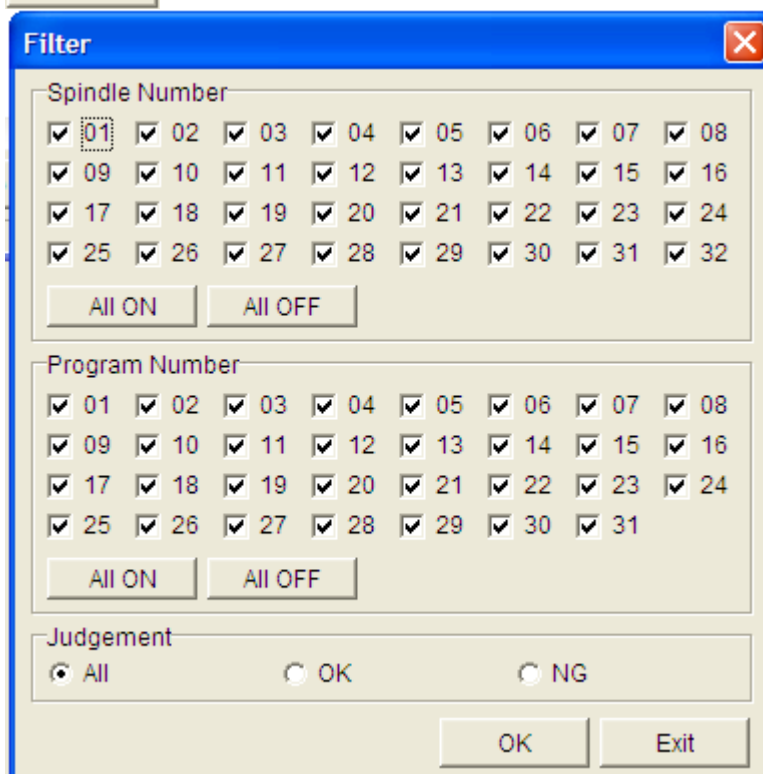 Filter
Spindle Number
01 02 03 04 05 06 07 08
09 10 11 12 13 14 15 16
17 18 19 20 21 22 23 24
25 26 27 28 29 30 31 32
All ON All OFF
Program Number
01 02 03 04 05 06 07 08
09 10 11 12 13 14 15 16
17 18 19 20 21 22 23 24
25 26 27 28 29 30 31
All ON All OFF
Judgement
All OK NG
OK Exit